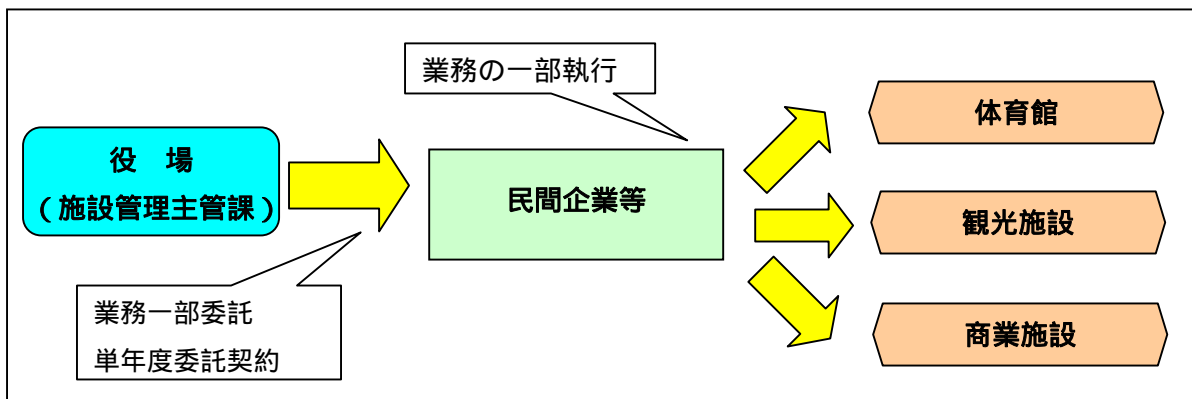 業務の一部執行
役 場
（施設管理主管課）
民間企業等
体育館
観光施設
商業施設
業務一部委託
単年度委託契約